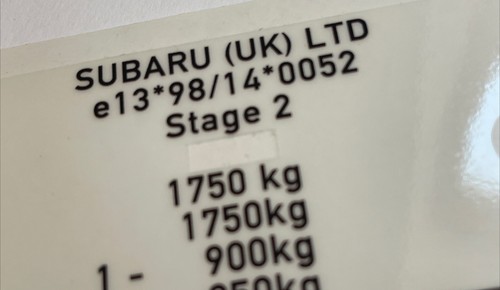 SUBARU (UK) LTD
e13*98/14*0052
Stage 2
1750 kg
1750kg
1 - 900kg